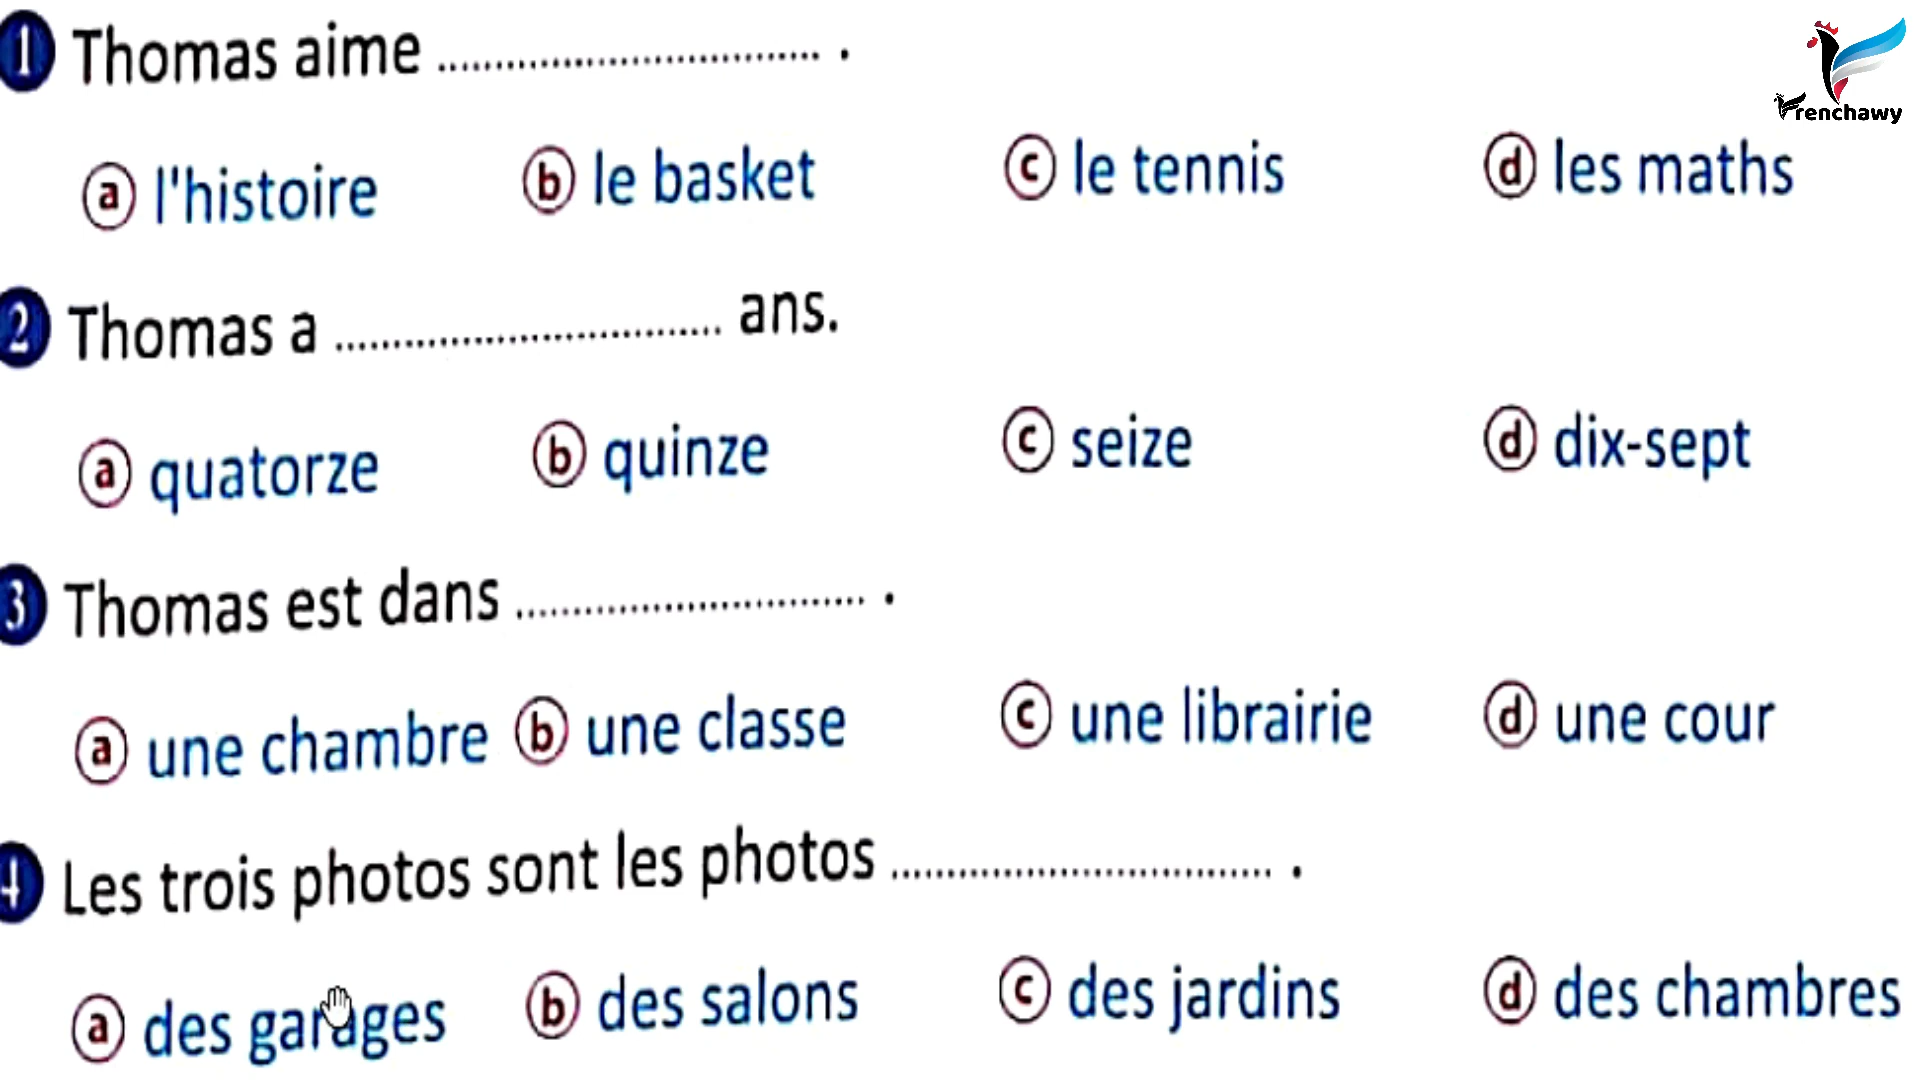 1 Thomas aime .................................... .
a l'histoire b le basket c le tennis d les maths
2 Thomas a .................................... ans.
a quatorze b quinze c seize d dix-sept
3 Thomas est dans .................................... .
a une chambre b une classe c une librairie d une cour
4 Les trois photos sont les photos .................................... .
a des garages b des salons c des jardins d des chambres
Frenchawy